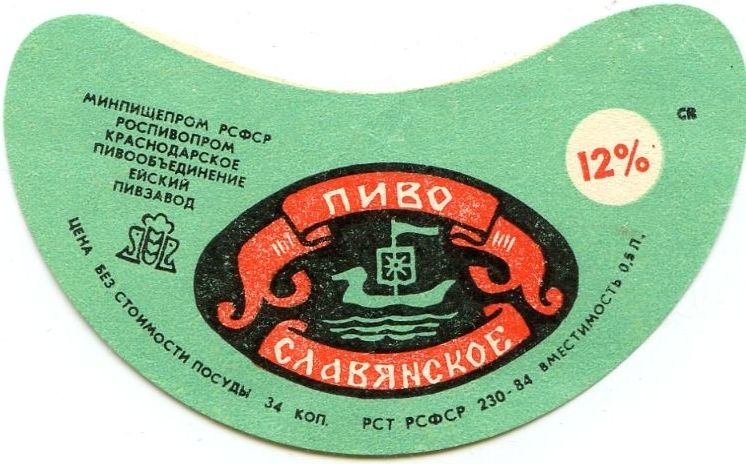 МИНПИЩЕПРОМ РСФСР
РОСПИВОПРОМ
КРАСНОДАРСКОЕ
ПИВООБЪЕДИНЕНИЕ
ЕЙСКИЙ
ПИВЗАВОД
12%
ПИВО
СЛАВЯНСКОЕ
ЦЕНА БЕЗ СТОИМОСТИ ПОСУДЫ 34 КОП. РСТ РСФСР 230-84 ВМЕСТИМОСТЬ 0,5 Л.